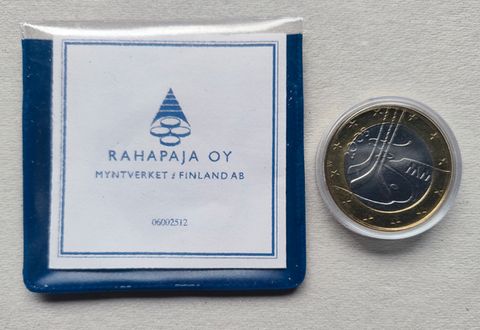 RAHAPAJA OY
MYNTVERKET i FINLAND AB
06002512